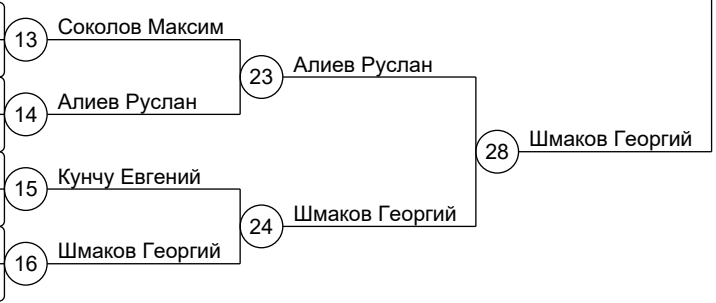 13
Соколов Максим
23
Алиев Руслан
14
Алиев Руслан
28
Шмаков Георгий
15
Кунчу Евгений
24
Шмаков Георгий
16
Шмаков Георгий